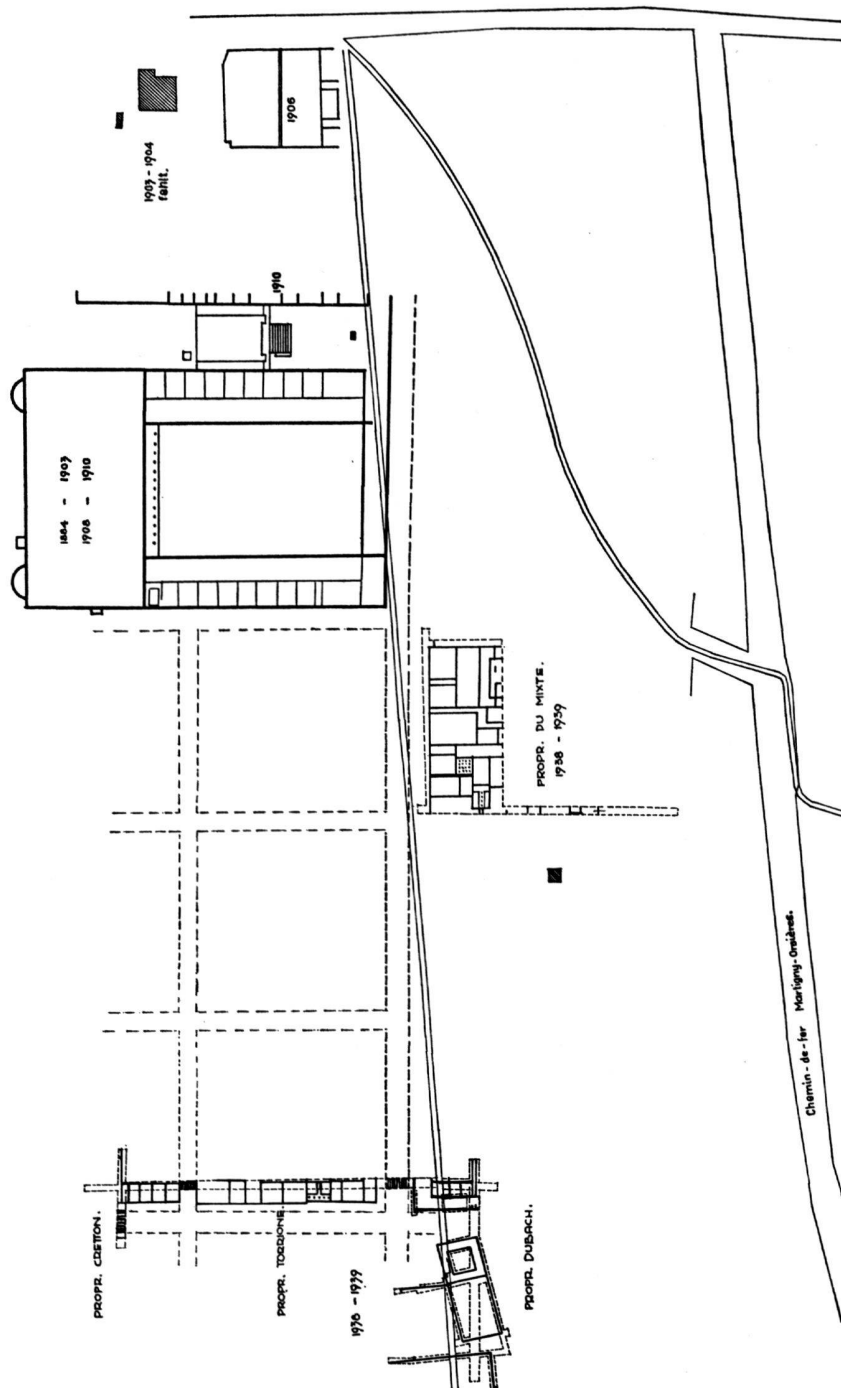 1906
1903 - 1904
fehlt.
1910
1884 - 1903
1908 - 1910
PROPR. DU MIXTE.
1938 - 1939
Chemin-de-fer Martigny-Orsières.
PROPR. CRETTON.
PROPR. TORRIONE.
1938 - 1939
PROPR. DUBACH.